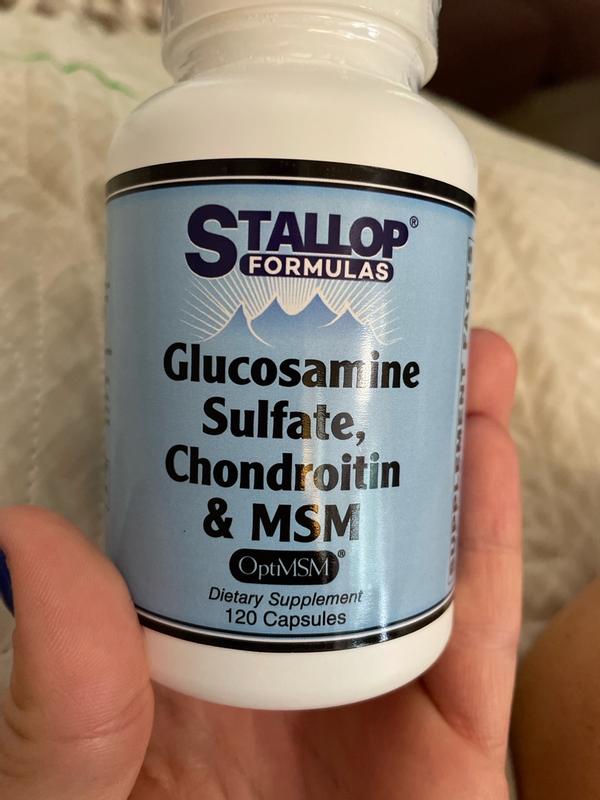 STALLOP®
FORMULAS
Glucosamine
Sulfate,
Chondroitin
& MSM
OptiMSM®
Dietary Supplement
120 Capsules
SUPPLEMENT FACTS